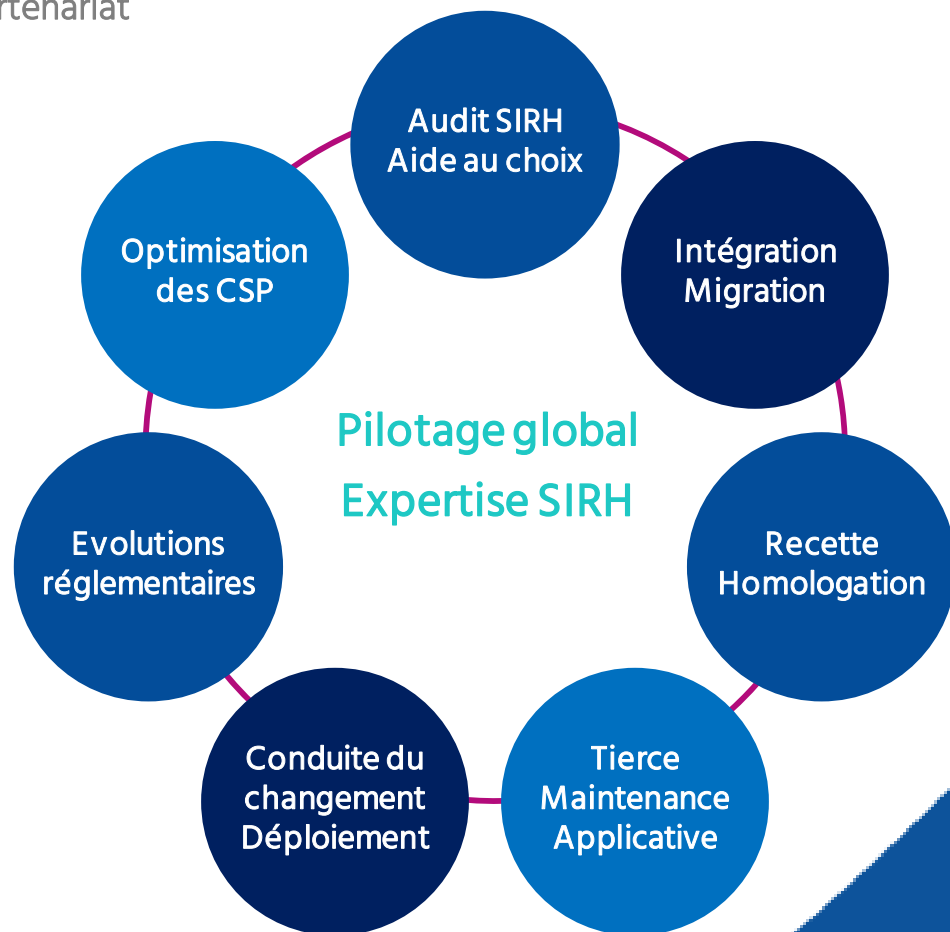 Audit SIRH
Aide au choix
Intégration
Migration
Recette
Homologation
Tierce
Maintenance
Applicative
Conduite du
changement
Déploiement
Evolutions
réglementaires
Optimisation
des CSP
Pilotage global
Expertise SIRH